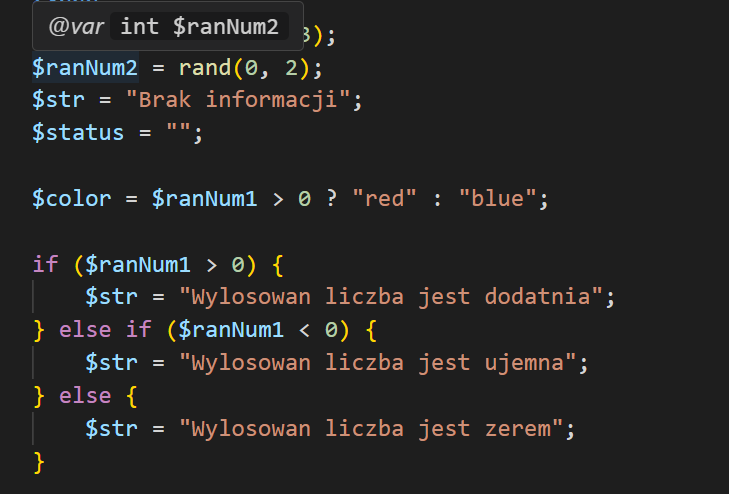 @var int $ranNum2
3);
$ranNum2 = rand(0, 2);
$str = "Brak informacji";
$status = "";
$color = $ranNum1 > 0 ? "red" : "blue";
if ($ranNum1 > 0) {
$str = "Wylosowan liczba jest dodatnia";
} else if ($ranNum1 < 0) {
$str = "Wylosowan liczba jest ujemna";
} else {
$str = "Wylosowan liczba jest zerem";
}